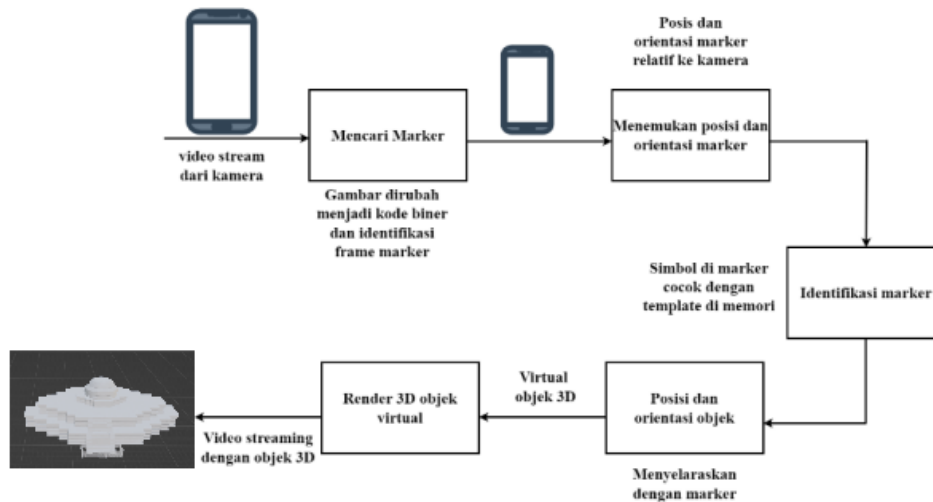 Posis dan
orientasi marker
relatif ke kamera
video stream
dari kamera
Mencari Marker
Gambar dirubah
menjadi kode biner
dan identifikasi
frame marker
Menemukan posisi dan
orientasi marker
Simbol di marker
cocok dengan
template di memori
Identifikasi marker
Posisi dan
orientasi objek
Menyelaraskan
dengan marker
Virtual
objek 3D
Render 3D objek
virtual
Video streaming
dengan objek 3D